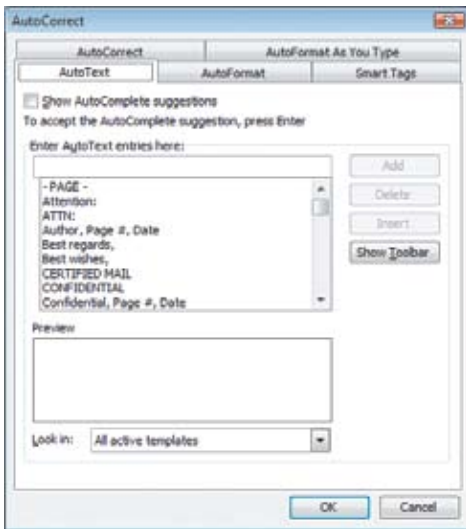 AutoCorrect
AutoCorrect AutoFormat As You Type
AutoText AutoFormat Smart Tags
Show AutoComplete suggestions
To accept the AutoComplete suggestion, press Enter
Enter AutoText entries here:
- PAGE -
Attention:
ATTN:
Author, Page #, Date
Best regards,
Best wishes,
CERTIFIED MAIL
CONFIDENTIAL
Confidential, Page #, Date
Add
Delete
Insert
Show Toolbar
Preview
Look in: All active templates
OK Cancel